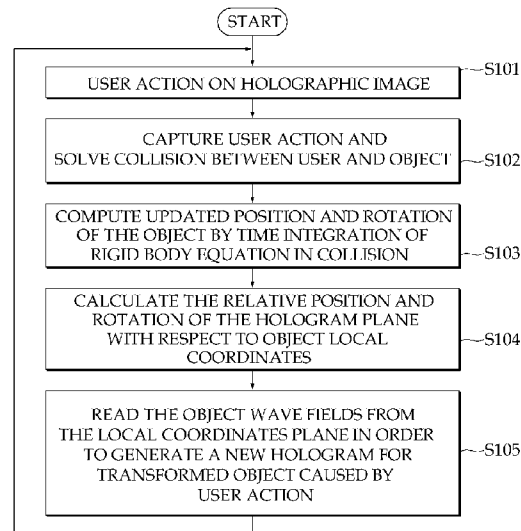 START
USER ACTION ON HOLOGRAPHIC IMAGE
S101
CAPTURE USER ACTION AND
SOLVE COLLISION BETWEEN USER AND OBJECT
S102
COMPUTE UPDATED POSITION AND ROTATION
OF THE OBJECT BY TIME INTEGRATION OF
RIGID BODY EQUATION IN COLLISION
S103
CALCULATE THE RELATIVE POSITION AND
ROTATION OF THE HOLOGRAM PLANE
WITH RESPECT TO OBJECT LOCAL
COORDINATES
S104
READ THE OBJECT WAVE FIELDS FROM
THE LOCAL COORDINATES PLANE IN ORDER
TO GENERATE A NEW HOLOGRAM FOR
TRANSFORMED OBJECT CAUSED BY
USER ACTION
S105